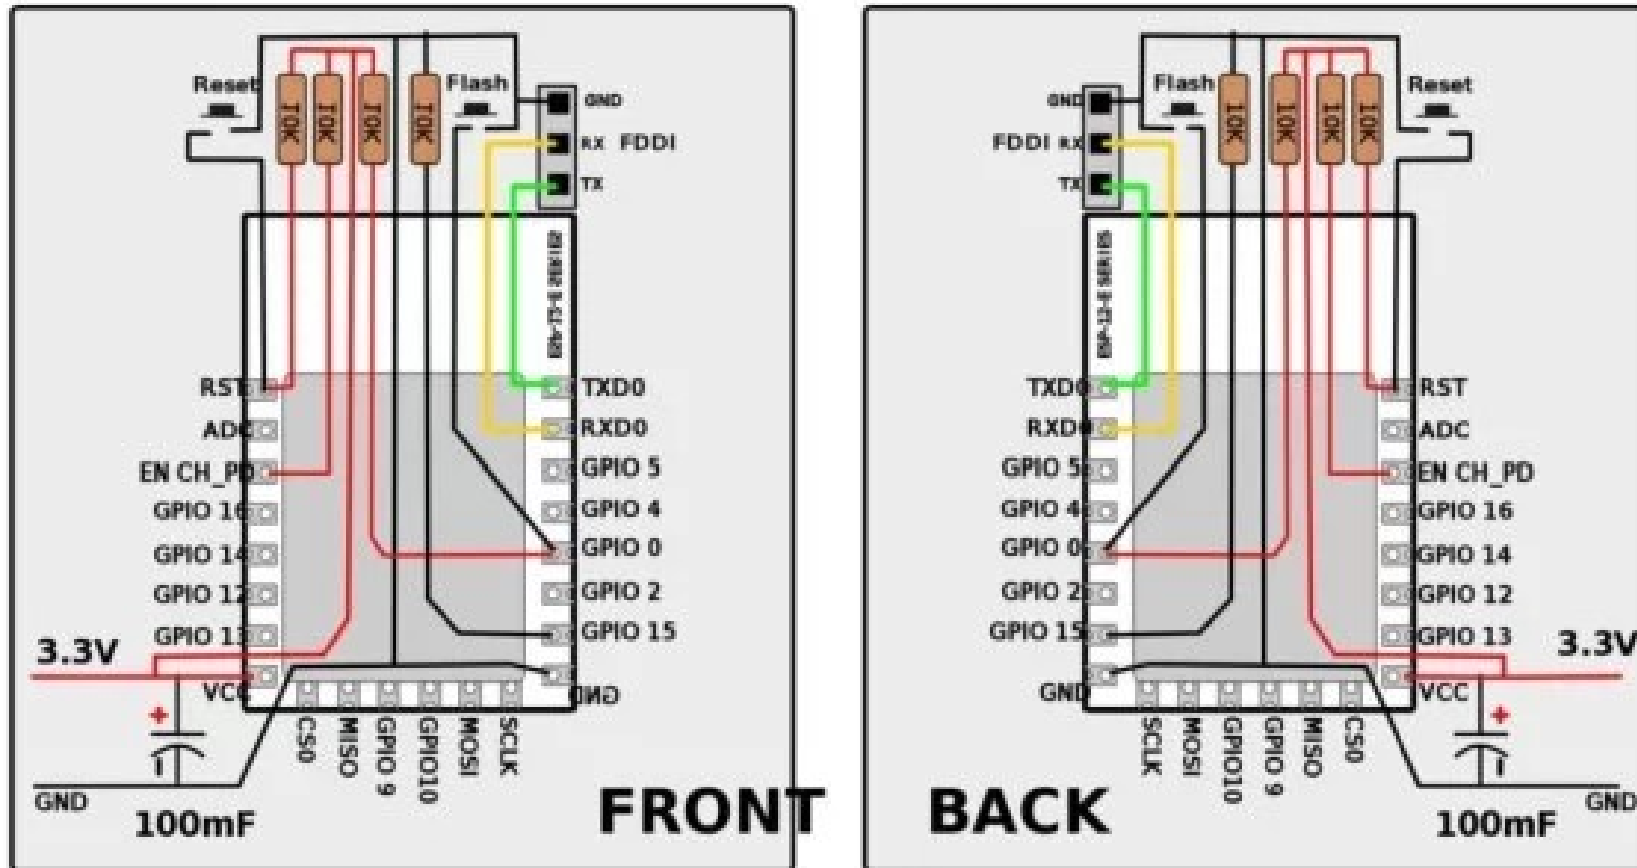 Reset
10K
10K
10K
10K
Flash
GND
RX FDDI
TX
RST
ADC
EN CH_PD
GPIO 16
GPIO 14
GPIO 12
GPIO 13
VCC
TXD0
RXD0
GPIO 5
GPIO 4
GPIO 0
GPIO 2
GPIO 15
GND
CS0
MISO
GPIO 9
GPIO10
MOSI
SCLK
3.3V
+
-
GND
100mF
FRONT
GND
FDDI RX
TX
Flash
10K
10K
10K
10K
Reset
ESP-12-E SERIES
TXD0
RXD0
GPIO 5
GPIO 4
GPIO 0
GPIO 2
GPIO 15
GND
RST
ADC
EN CH_PD
GPIO 16
GPIO 14
GPIO 12
GPIO 13
VCC
SCLK
MOSI
GPIO10
GPIO 9
MISO
CS0
3.3V
+
-
GND
100mF
BACK